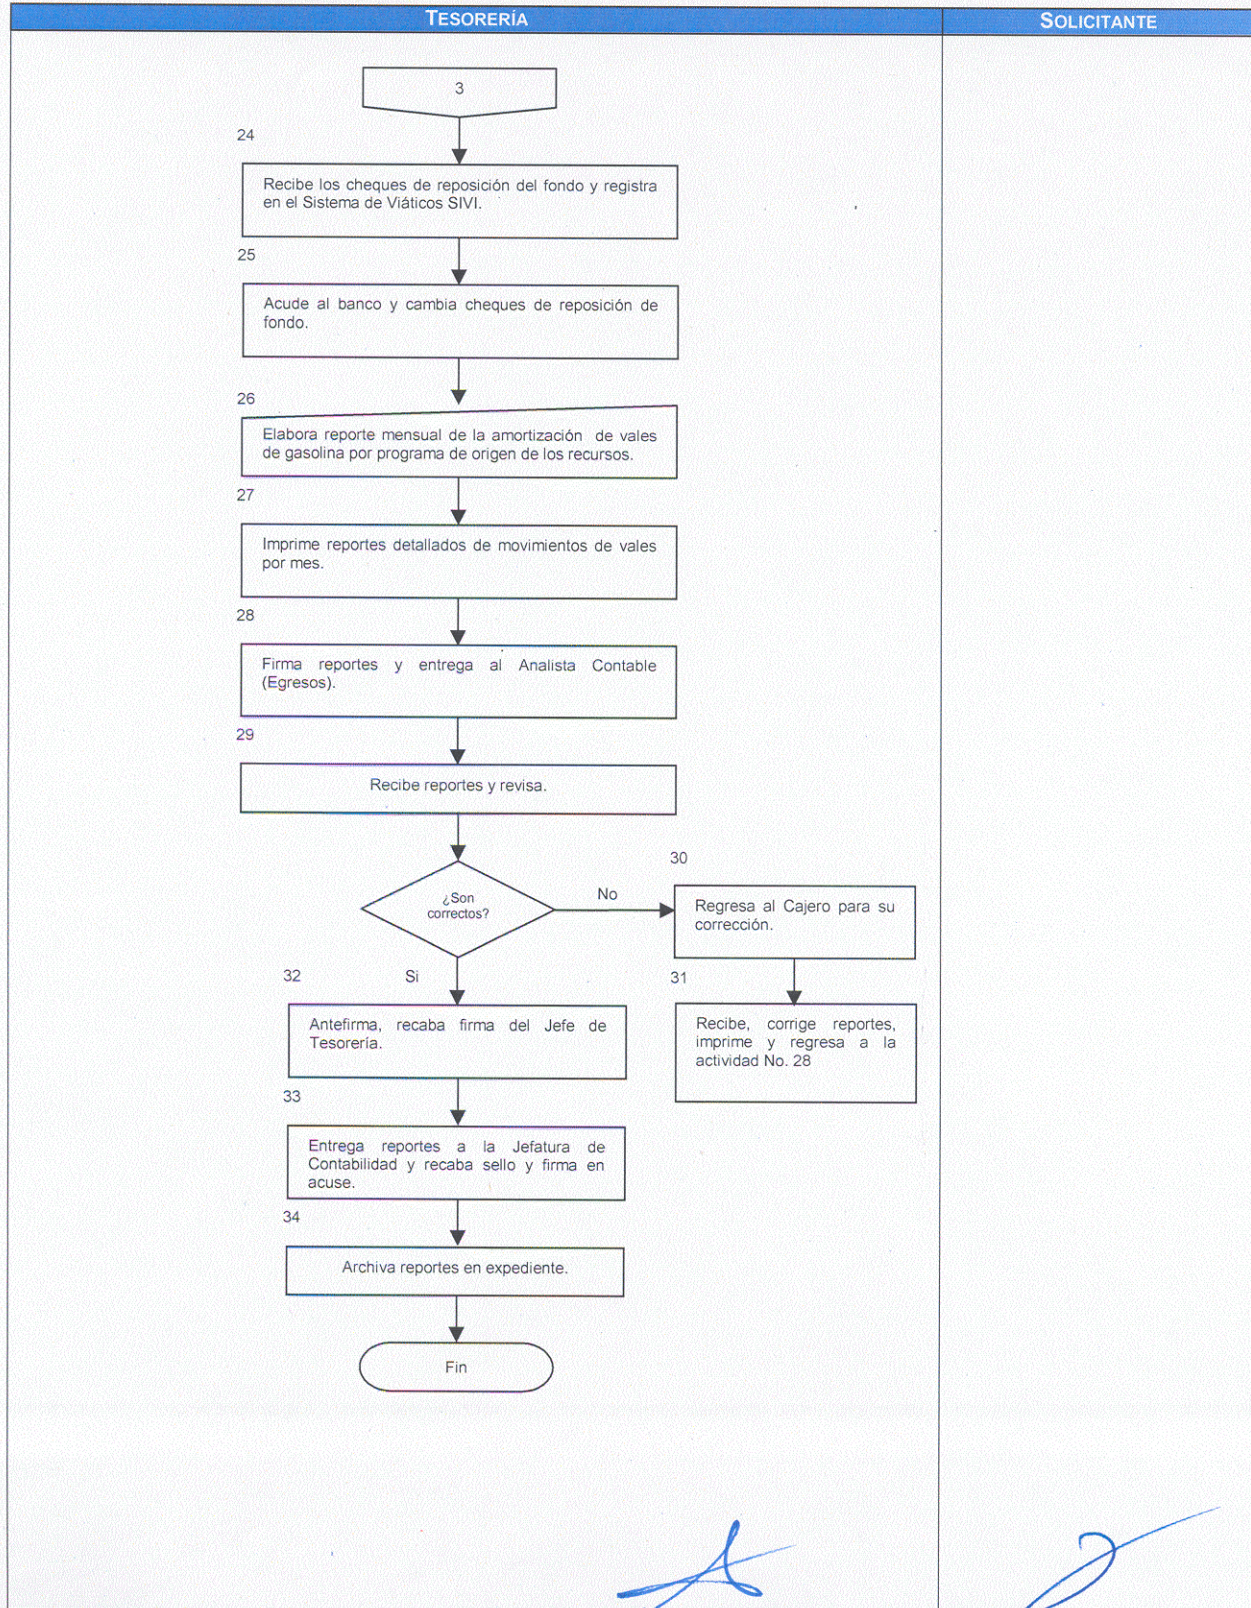 TESORERÍA
SOLICITANTE
3
24
Recibe los cheques de reposición del fondo y registra
en el Sistema de Viáticos SIVI.
25
Acude al banco y cambia cheques de reposición de
fondo.
26
Elabora reporte mensual de la amortización de vales
de gasolina por programa de origen de los recursos.
27
Imprime reportes detallados de movimientos de vales
por mes.
28
Firma reportes y entrega al Analista Contable
(Egresos).
29
Recibe reportes y revisa.
¿Son
correctos?
No
30
Regresa al Cajero para su
corrección.
31
Recibe, corrige reportes,
imprime y regresa a la
actividad No. 28
Si
32
Antefirma, recaba firma del Jefe de
Tesorería.
33
Entrega reportes a la Jefatura de
Contabilidad y recaba sello y firma en
acuse.
34
Archiva reportes en expediente.
Fin